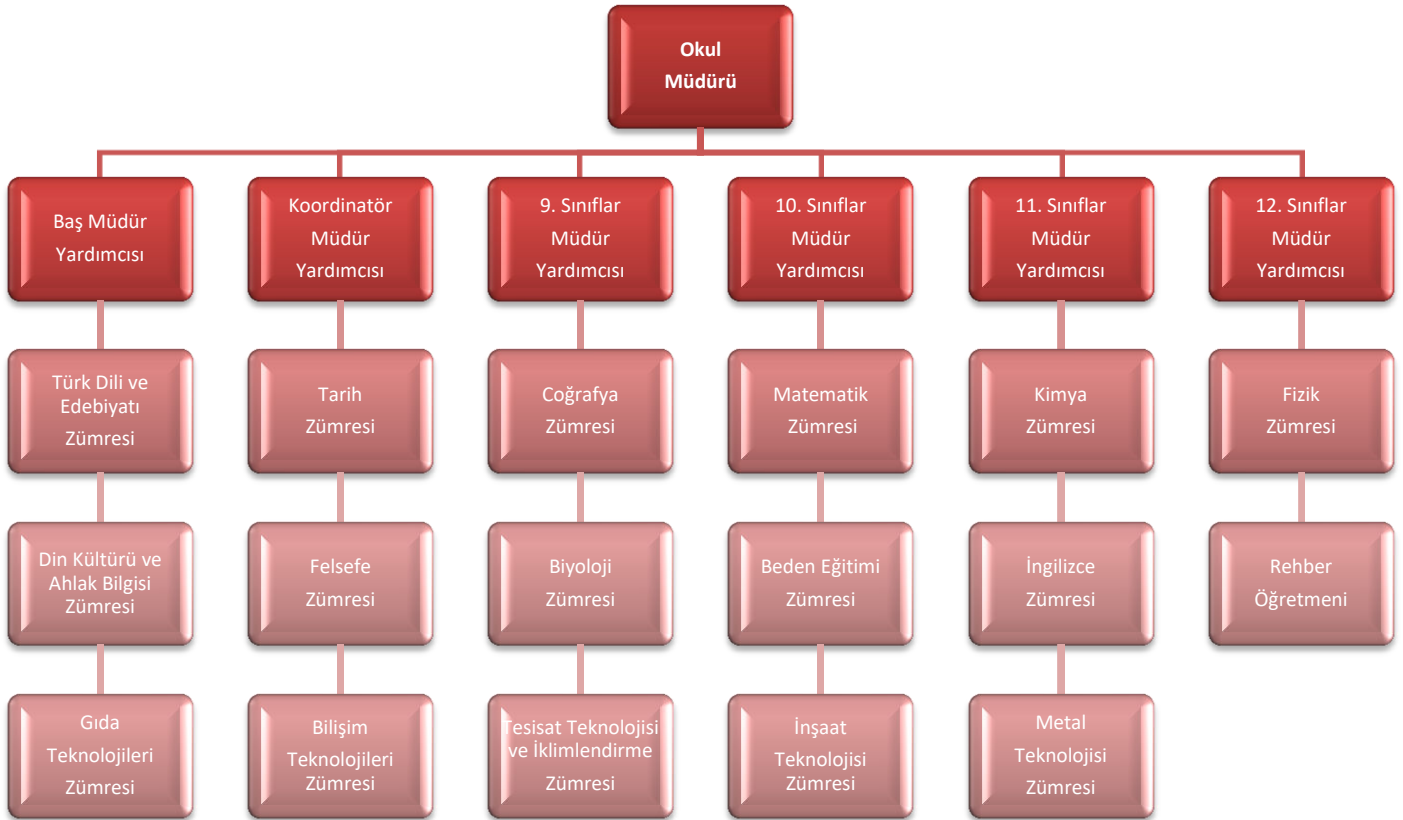 Okul
Müdürü
Baş Müdür
Yardımcısı
Koordinatör
Müdür
Yardımcısı
9. Sınıflar
Müdür
Yardımcısı
10. Sınıflar
Müdür
Yardımcısı
11. Sınıflar
Müdür
Yardımcısı
12. Sınıflar
Müdür
Yardımcısı
Türk Dili ve
Edebiyatı
Zümresi
Tarih
Zümresi
Coğrafya
Zümresi
Matematik
Zümresi
Kimya
Zümresi
Fizik
Zümresi
Din Kültürü ve
Ahlak Bilgisi
Zümresi
Felsefe
Zümresi
Biyoloji
Zümresi
Beden Eğitimi
Zümresi
İngilizce
Zümresi
Rehber
Öğretmeni
Gıda
Teknolojileri
Zümresi
Bilişim
Teknolojileri
Zümresi
Tesisat Teknolojisi
ve İklimlendirme
Zümresi
İnşaat
Teknolojisi
Zümresi
Metal
Teknolojisi
Zümresi